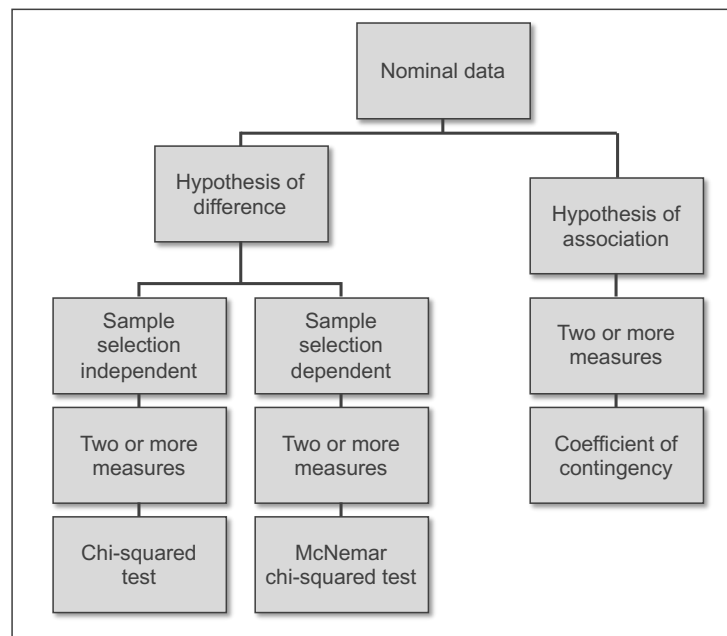 Nominal data
Hypothesis of
difference
Hypothesis of
association
Sample
selection
independent
Sample
selection
dependent
Two or more
measures
Two or more
measures
Two or more
measures
Coefficient of
contingency
Chi-squared
test
McNemar
chi-squared test